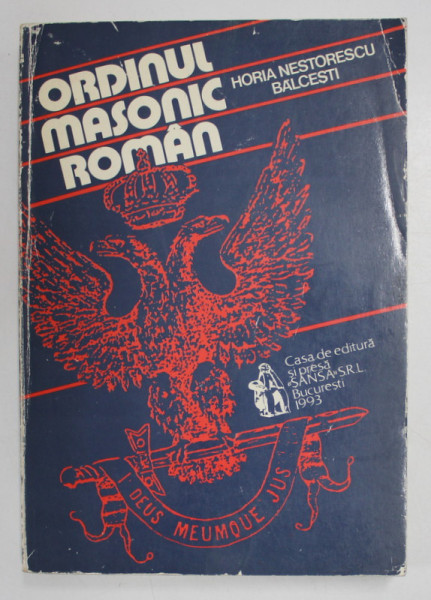 ORDINUL
MASONIC
ROMÂN
HORIA NESTORESCU
BĂLCEȘTI
Casa de editură
și presă
«ȘANSA» S.R.L.
București
1993
DEUS MEUMQUE JUS